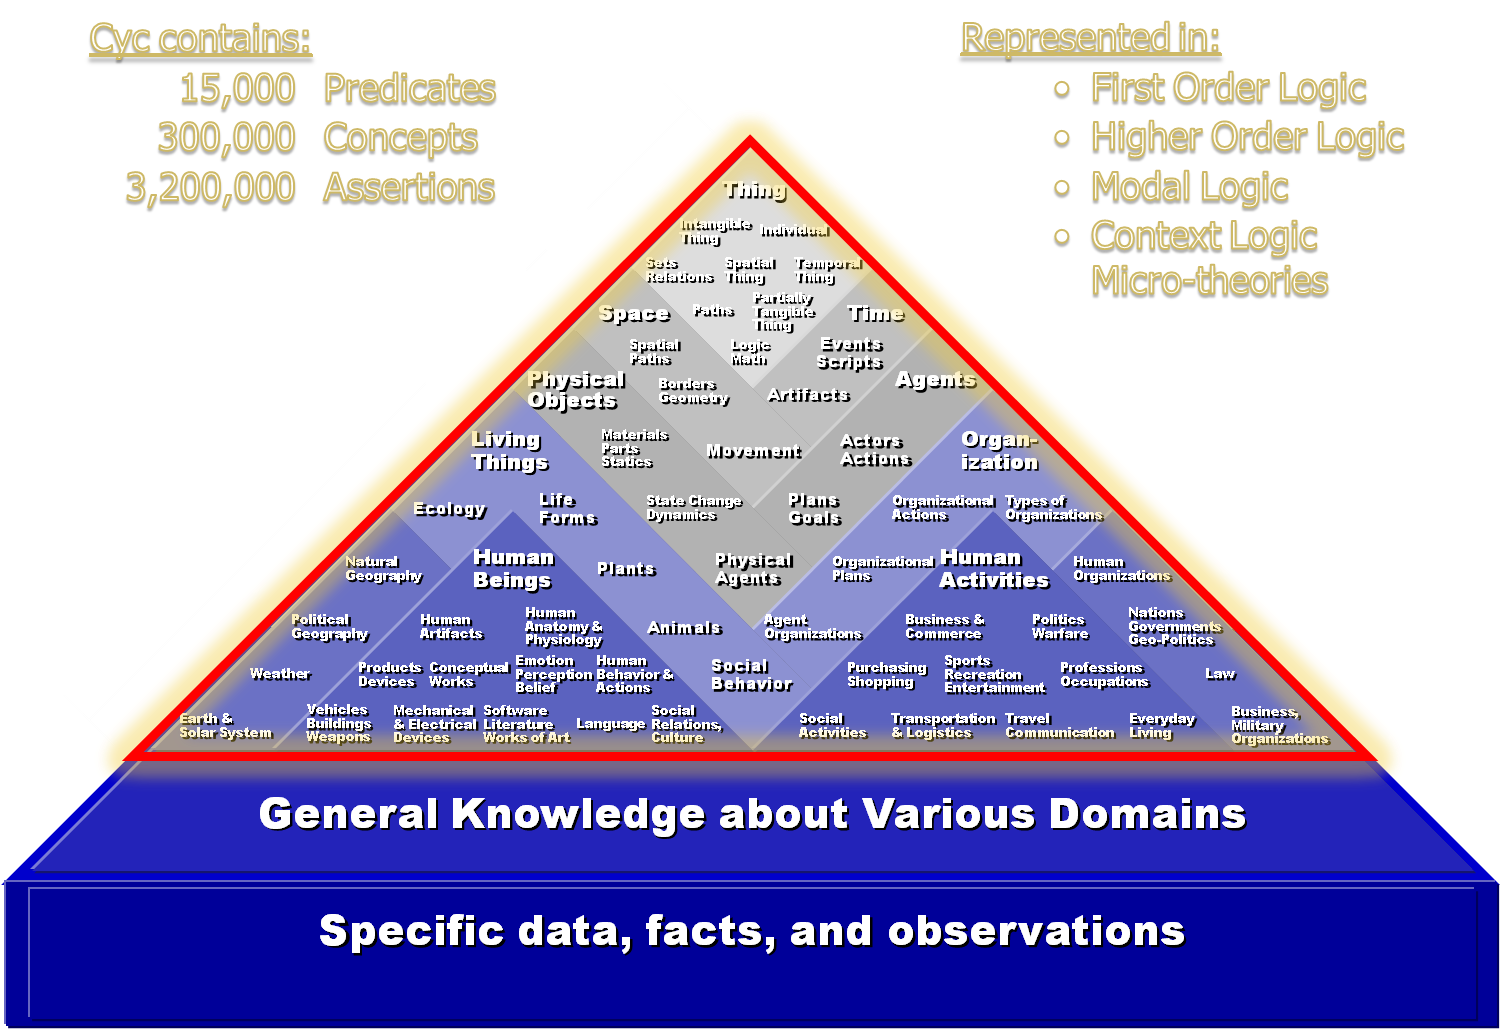 Cyc contains:
15,000 Predicates
300,000 Concepts
3,200,000 Assertions
Represented in:
• First Order Logic
• Higher Order Logic
• Modal Logic
• Context Logic
Micro-theories
Thing
Intangible
Thing
Individual
Sets
Relations
Spatial
Thing
Temporal
Thing
Space
Paths
Partially
Tangible
Thing
Time
Spatial
Paths
Logic
Math
Events
Scripts
Physical
Objects
Borders
Geometry
Artifacts
Agents
Living
Things
Materials
Parts
Statics
Movement
Actors
Actions
Organ-
ization
Ecology
Life
Forms
State Change
Dynamics
Plans
Goals
Organizational
Actions
Types of
Organizations
Natural
Geography
Human
Beings
Plants
Physical
Agents
Organizational
Plans
Human
Activities
Human
Organizations
Political
Geography
Human
Artifacts
Human
Anatomy &
Physiology
Animals
Agent
Organizations
Business &
Commerce
Politics
Warfare
Nations
Governments
Geo-Politics
Weather
Products
Devices
Conceptual
Works
Emotion
Perception
Belief
Human
Behavior &
Actions
Social
Behavior
Purchasing
Shopping
Sports
Recreation
Entertainment
Professions
Occupations
Law
Earth &
Solar System
Vehicles
Buildings
Weapons
Mechanical
& Electrical
Devices
Software
Literature
Works of Art
Language
Social
Relations,
Culture
Social
Activities
Transportation
& Logistics
Travel
Communication
Everyday
Living
Business,
Military
Organizations
General Knowledge about Various Domains
Specific data, facts, and observations